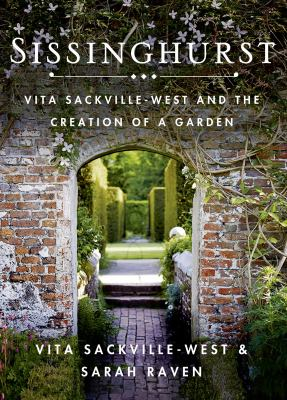 SISSINGHURST
VITA SACKVILLE-WEST AND THE
CREATION OF A GARDEN
VITA SACKVILLE-WEST &
SARAH RAVEN